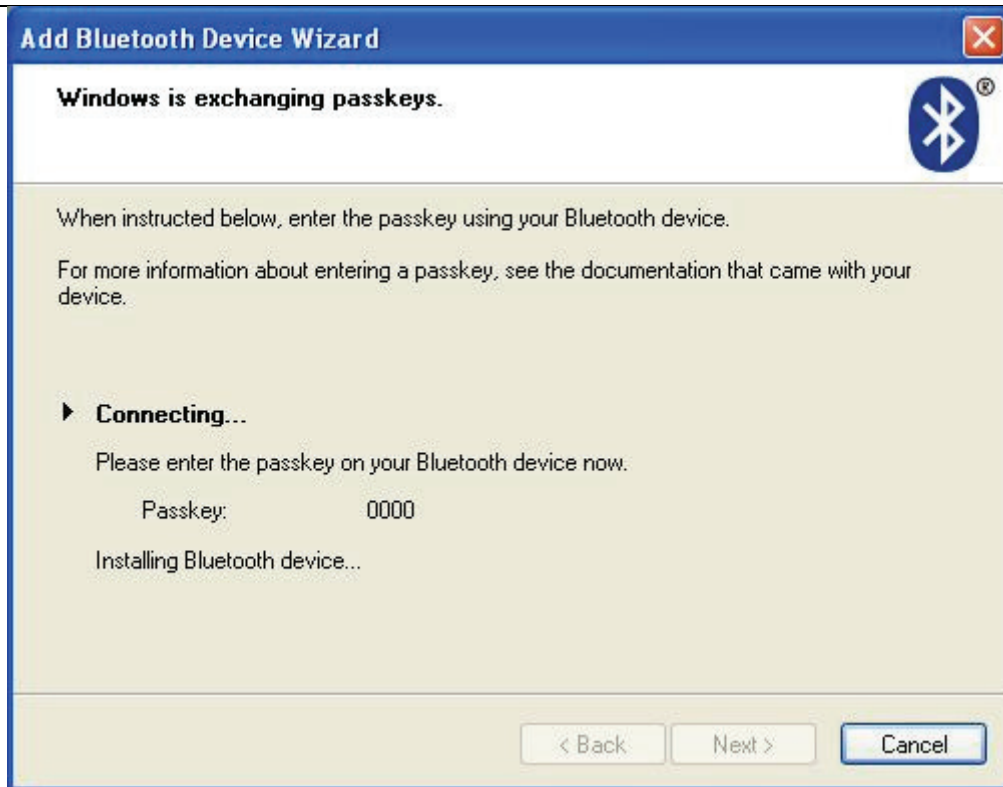 Add Bluetooth Device Wizard
Windows is exchanging passkeys.
®
When instructed below, enter the passkey using your Bluetooth device.
For more information about entering a passkey, see the documentation that came with your
device.
Connecting...
Please enter the passkey on your Bluetooth device now.
Passkey: 0000
Installing Bluetooth device...
< Back Next > Cancel